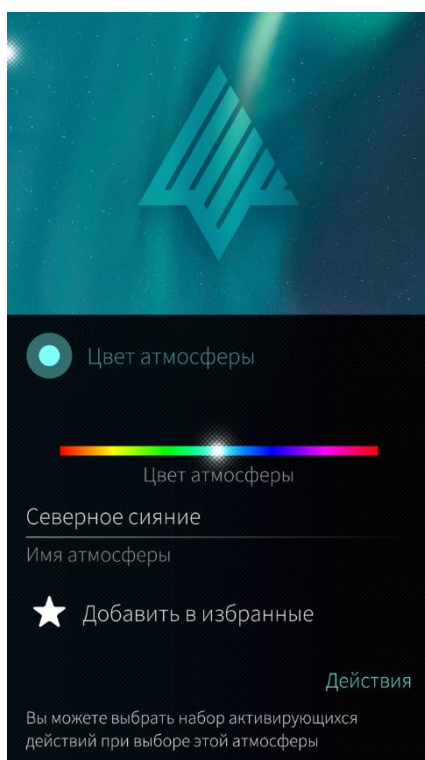 Цвет атмосферы
Цвет атмосферы
Северное сияние
Имя атмосферы
Добавить в избранные
Действия
Вы можете выбрать набор активирующихся
действий при выборе этой атмосферы